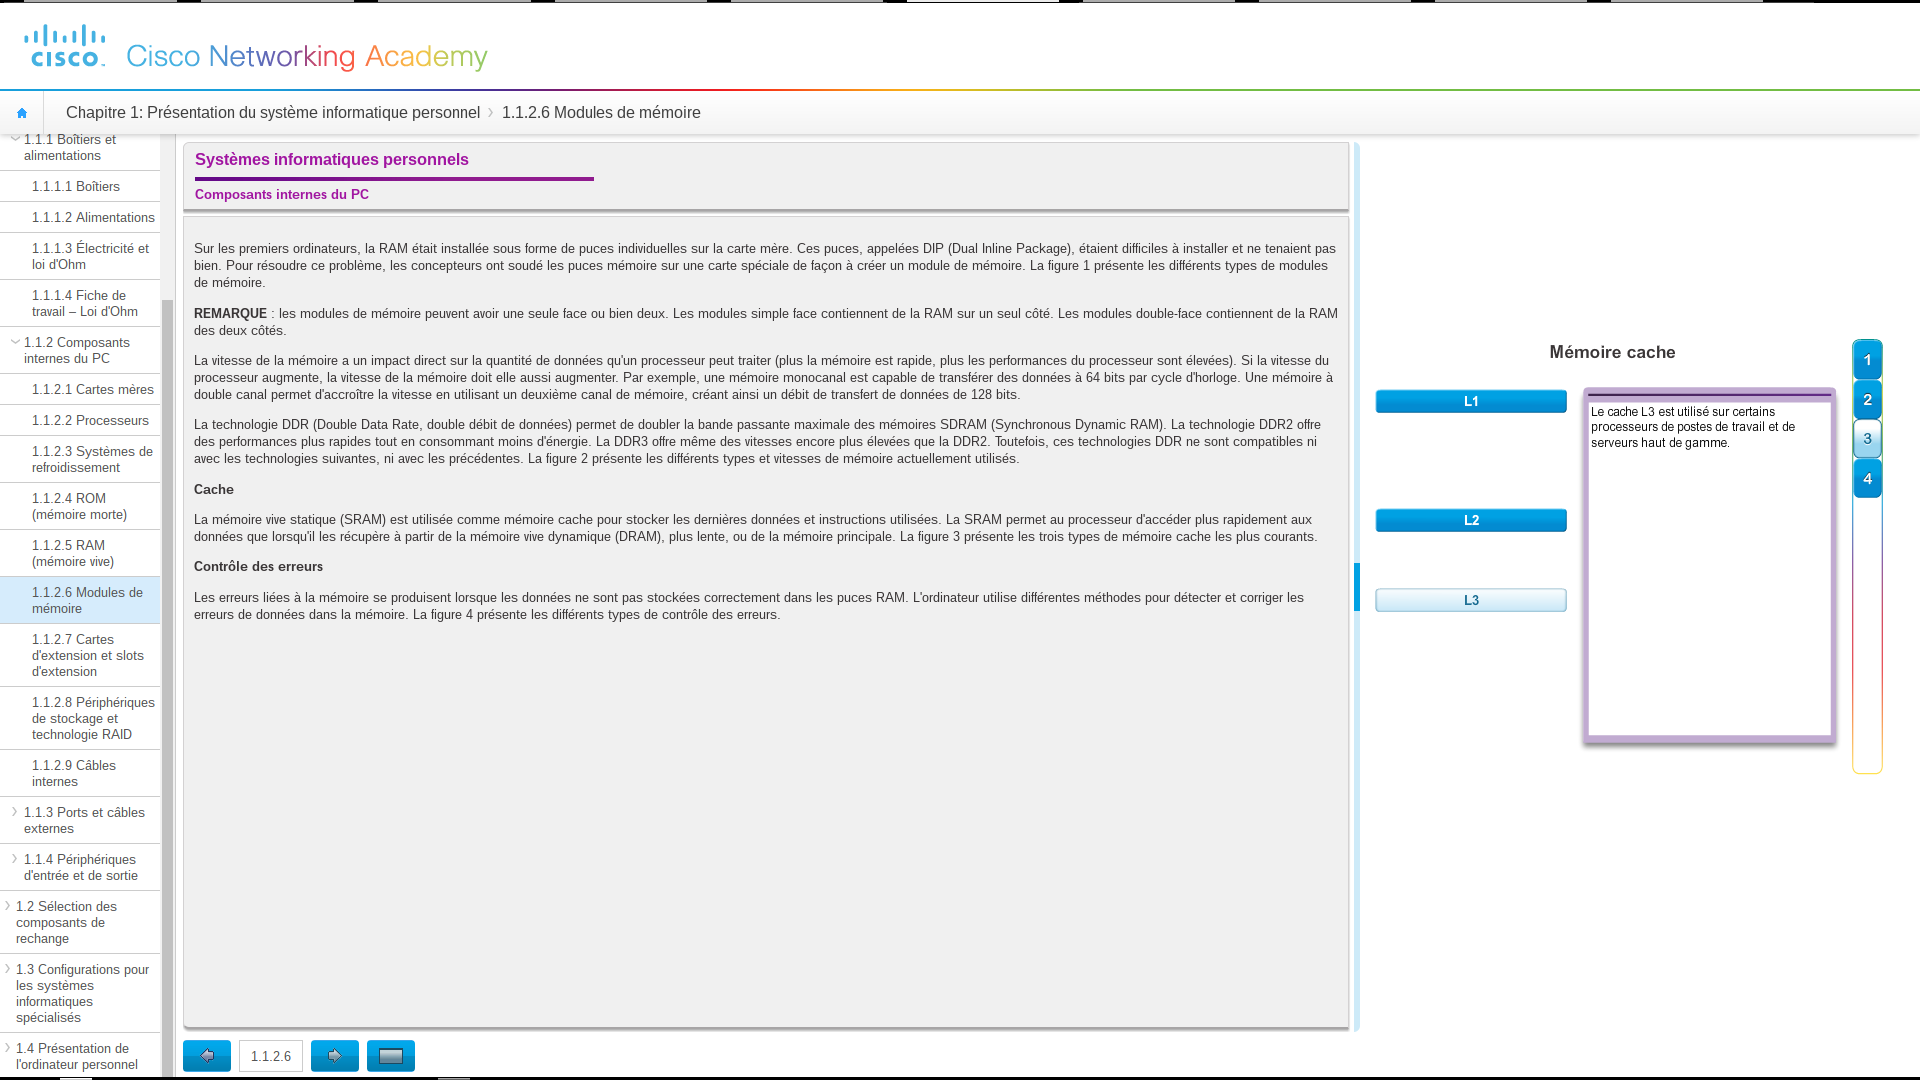 cisco
Cisco Networking Academy
Chapitre 1: Présentation du système informatique personnel
1.1.2.6 Modules de mémoire
1.1.1 Boîtiers et
alimentations
1.1.1.1 Boîtiers
1.1.1.2 Alimentations
1.1.1.3 Électricité et
loi d'Ohm
1.1.1.4 Fiche de
travail – Loi d'Ohm
1.1.2 Composants
internes du PC
1.1.2.1 Cartes mères
1.1.2.2 Processeurs
1.1.2.3 Systèmes de
refroidissement
1.1.2.4 ROM
(mémoire morte)
1.1.2.5 RAM
(mémoire vive)
1.1.2.6 Modules de
mémoire
1.1.2.7 Cartes
d'extension et slots
d'extension
1.1.2.8 Périphériques
de stockage et
technologie RAID
1.1.2.9 Câbles
internes
1.1.3 Ports et câbles
externes
1.1.4 Périphériques
d'entrée et de sortie
1.2 Sélection des
composants de
rechange
1.3 Configurations pour
les systèmes
informatiques
spécialisés
1.4 Présentation de
l'ordinateur personnel
Systèmes informatiques personnels
Composants internes du PC
Sur les premiers ordinateurs, la RAM était installée sous forme de puces individuelles sur la carte mère. Ces puces, appelées DIP (Dual Inline Package), étaient difficiles à installer et ne tenaient pas
bien. Pour résoudre ce problème, les concepteurs ont soudé les puces mémoire sur une carte spéciale de façon à créer un module de mémoire. La figure 1 présente les différents types de modules
de mémoire.
REMARQUE : les modules de mémoire peuvent avoir une seule face ou bien deux. Les modules simple face contiennent de la RAM sur un seul côté. Les modules double-face contiennent de la RAM
des deux côtés.
La vitesse de la mémoire a un impact direct sur la quantité de données qu'un processeur peut traiter (plus la mémoire est rapide, plus les performances du processeur sont élevées). Si la vitesse du
processeur augmente, la vitesse de la mémoire doit elle aussi augmenter. Par exemple, une mémoire monocanal est capable de transférer des données à 64 bits par cycle d'horloge. Une mémoire à
double canal permet d'accroître la vitesse en utilisant un deuxième canal de mémoire, créant ainsi un débit de transfert de données de 128 bits.
La technologie DDR (Double Data Rate, double débit de données) permet de doubler la bande passante maximale des mémoires SDRAM (Synchronous Dynamic RAM). La technologie DDR2 offre
des performances plus rapides tout en consommant moins d'énergie. La DDR3 offre même des vitesses encore plus élevées que la DDR2. Toutefois, ces technologies DDR ne sont compatibles ni
avec les technologies suivantes, ni avec les précédentes. La figure 2 présente les différents types et vitesses de mémoire actuellement utilisés.
Cache
La mémoire vive statique (SRAM) est utilisée comme mémoire cache pour stocker les dernières données et instructions utilisées. La SRAM permet au processeur d'accéder plus rapidement aux
données que lorsqu'il les récupère à partir de la mémoire vive dynamique (DRAM), plus lente, ou de la mémoire principale. La figure 3 présente les trois types de mémoire cache les plus courants.
Contrôle des erreurs
Les erreurs liées à la mémoire se produisent lorsque les données ne sont pas stockées correctement dans les puces RAM. L'ordinateur utilise différentes méthodes pour détecter et corriger les
erreurs de données dans la mémoire. La figure 4 présente les différents types de contrôle des erreurs.
1.1.2.6
Mémoire cache
L1
L2
L3
Le cache L3 est utilisé sur certains
processeurs de postes de travail et de
serveurs haut de gamme.
1
2
3
4